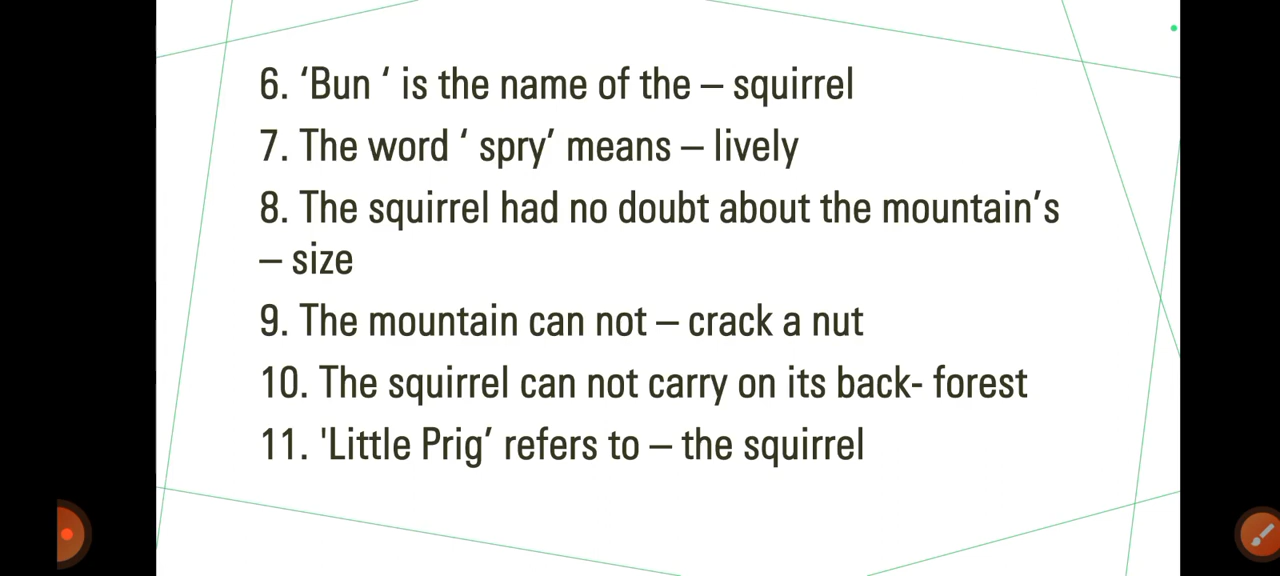 6. ‘Bun ‘ is the name of the – squirrel
7. The word ‘ spry’ means – lively
8. The squirrel had no doubt about the mountain’s
– size
9. The mountain can not – crack a nut
10. The squirrel can not carry on its back- forest
11. 'Little Prig’ refers to – the squirrel